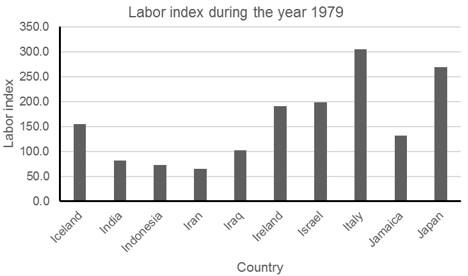 Labor index during the year 1979
350.0
300.0
250.0
200.0
150.0
100.0
50.0
0.0
Labor index
Iceland
India
Indonesia
Iran
Iraq
Ireland
Israel
Italy
Jamaica
Japan
Country